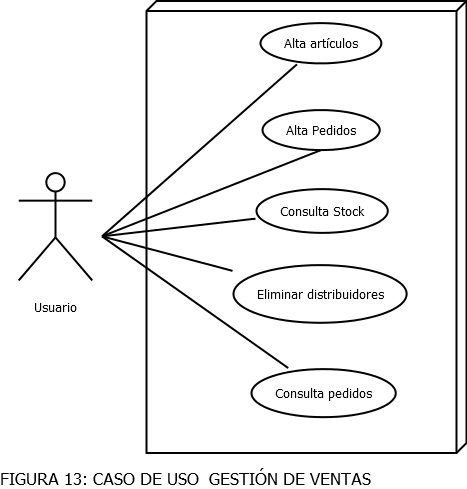 Alta artículos
Alta Pedidos
Consulta Stock
Eliminar distribuidores
Usuario
Consulta pedidos
FIGURA 13: CASO DE USO  GESTIÓN DE VENTAS